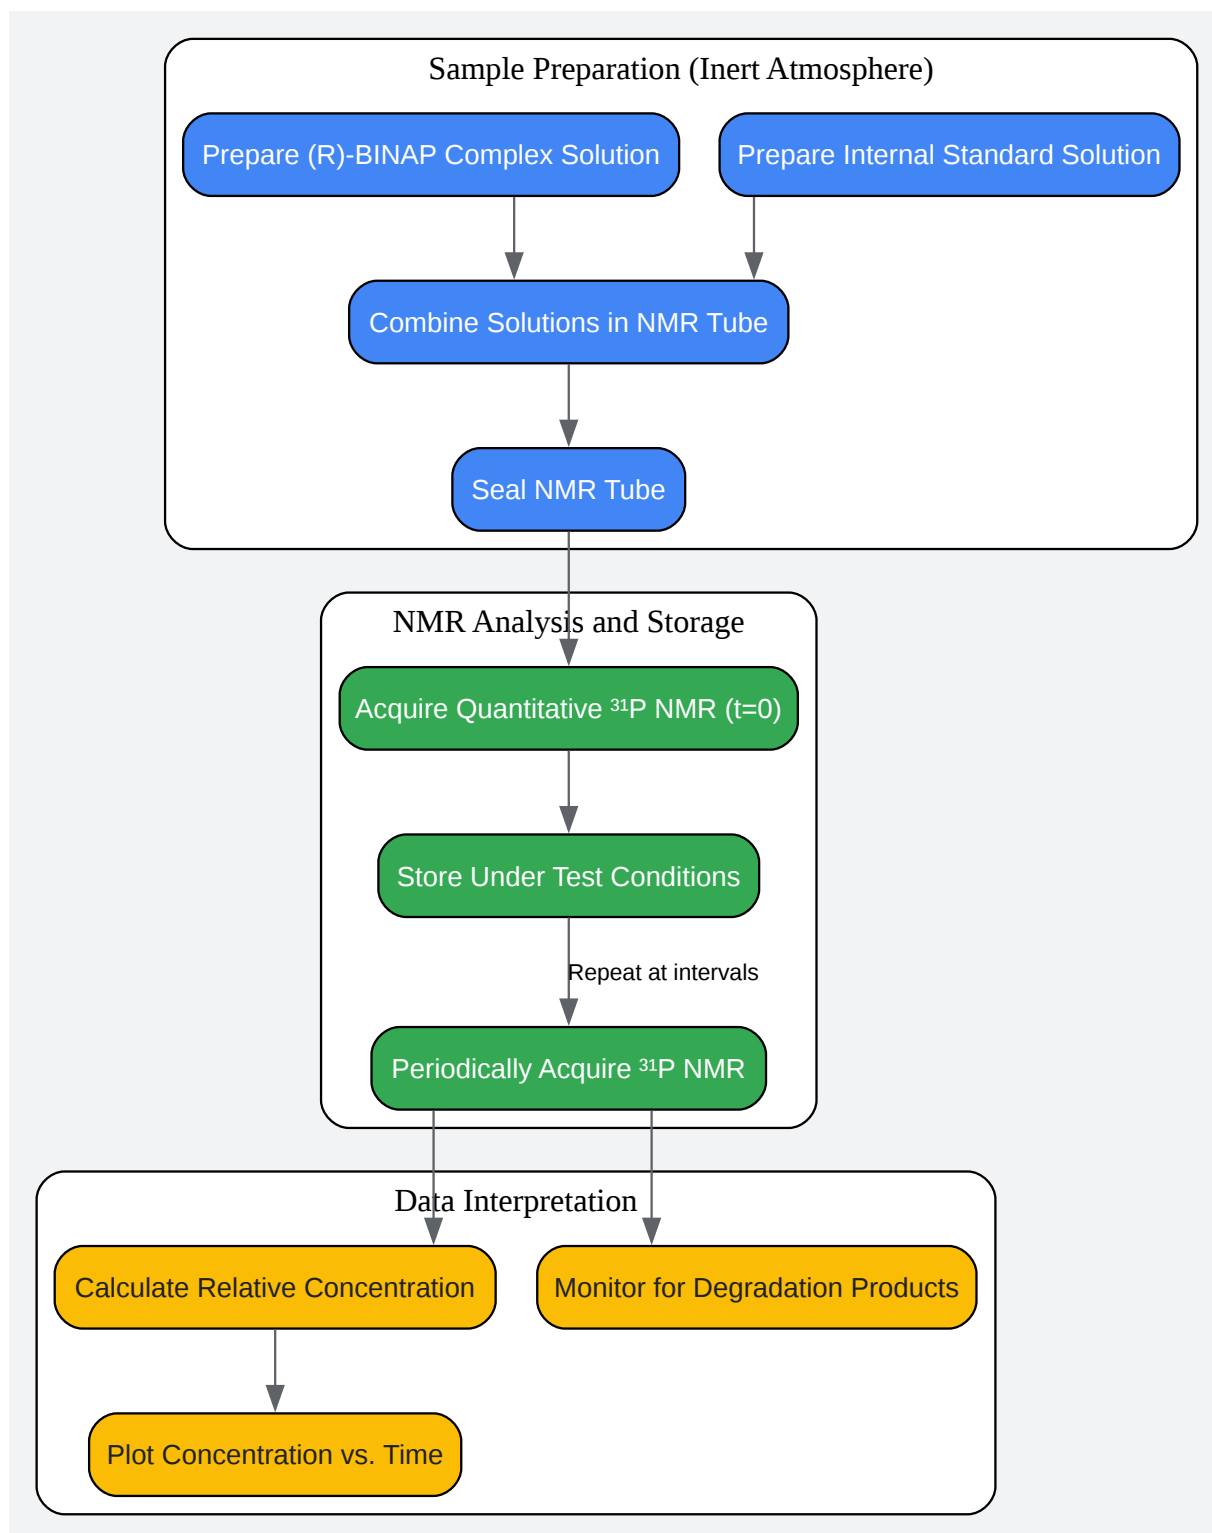 Sample Preparation (Inert Atmosphere)
Prepare (R)-BINAP Complex Solution
Prepare Internal Standard Solution
Combine Solutions in NMR Tube
Seal NMR Tube
NMR Analysis and Storage
Acquire Quantitative ³¹P NMR (t=0)
Store Under Test Conditions
Repeat at intervals
Periodically Acquire ³¹P NMR
Data Interpretation
Calculate Relative Concentration
Monitor for Degradation Products
Plot Concentration vs. Time